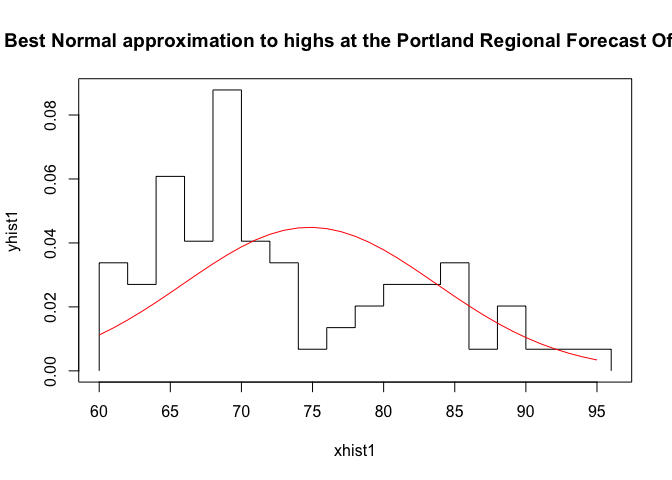 Best Normal approximation to highs at the Portland Regional Forecast Of
yhist1
0.00 0.02 0.04 0.06 0.08
60 65 70 75 80 85 90 95
xhist1